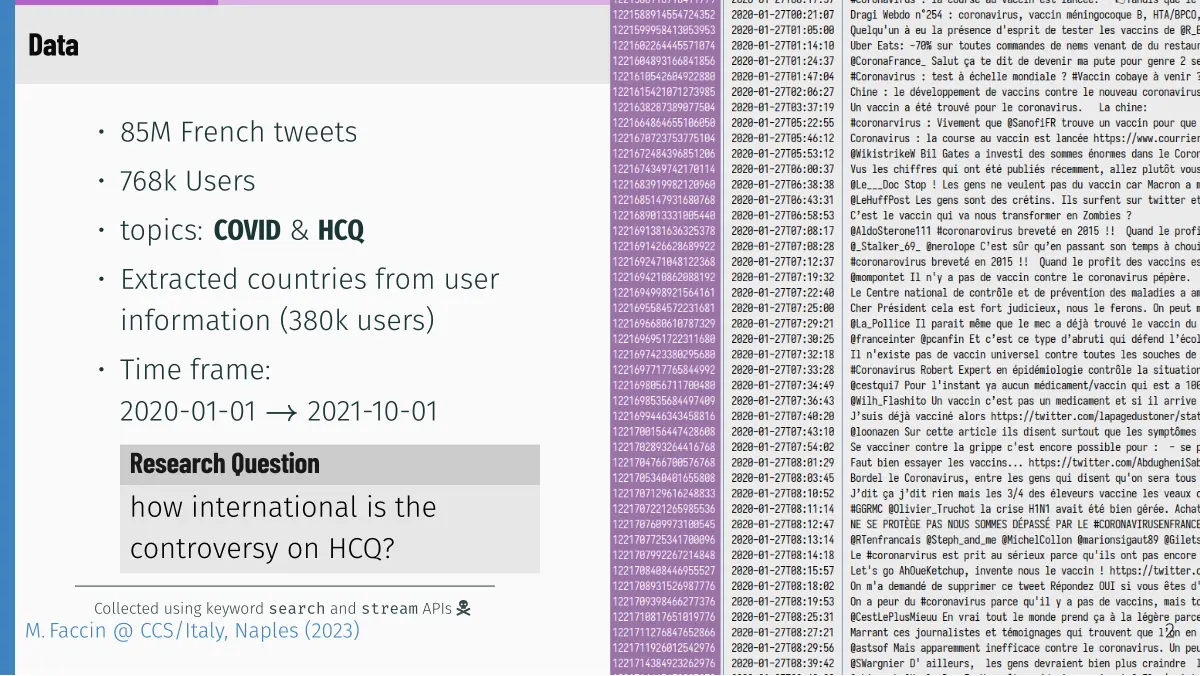 Data
• 85M French tweets
• 768k Users
• topics: COVID & HCQ
• Extracted countries from user
information (380k users)
• Time frame:
2020-01-01 → 2021-10-01
Research Question
how international is the
controversy on HCQ?
Collected using keyword search and stream APIs ☠
M. Faccin @ CCS/Italy, Naples (2023)
2
1221588914554724352 2020-01-27T00:21:07 Dragi Webdo n°254 : coronavirus, vaccin méningocoque B, HTA/BPCO,
1221599958413053953 2020-01-27T01:05:00 Quelqu'un à eu la présence d'esprit de tester les vaccins de @R_E
1221602264445571074 2020-01-27T01:14:10 Uber Eats: -70% sur toutes commandes de nems venant de du restaur
1221604893166841856 2020-01-27T01:24:37 @CoronaFrance_ Salut ça te dit de devenir ma pute pour genre 2 se
1221610542604922880 2020-01-27T01:47:04 #Coronavirus : test à échelle mondiale ? #Vaccin cobaye à venir ?
1221615421071273985 2020-01-27T02:06:27 Chine : le développement de vaccins contre le nouveau coronavirus
1221638287389077504 2020-01-27T03:37:19 Un vaccin a été trouvé pour le coronavirus. La chine:
1221664864655106050 2020-01-27T05:22:55 #coronarvirus : Vivement que @SanofiFR trouve un vaccin pour que
1221670723753775104 2020-01-27T05:46:12 Coronavirus : la course au vaccin est lancée https://www.courrier
1221672484396851206 2020-01-27T05:53:12 @WikistrikeW Bil Gates a investi des sommes énormes dans le Coron
1221674349742170114 2020-01-27T06:00:37 Vus les chiffres qui ont été publiés récemment, allez plutôt vous
1221683919982120960 2020-01-27T06:38:38 @Le___Doc Stop ! Les gens ne veulent pas du vaccin car Macron a m
1221685147931680768 2020-01-27T06:43:31 @LeHuffPost Les gens sont des crétins. Ils surfent sur twitter et
1221689013331005440 2020-01-27T06:58:53 C'est le vaccin qui va nous transformer en Zombies ?
1221691381636325378 2020-01-27T07:08:17 @AldoSterone111 #coronarovirus breveté en 2015 !! Quand le profi
1221691426628689922 2020-01-27T07:08:28 @_Stalker_69_ @nerolope C'est sûr qu'en passant son temps à choui
1221692471048122368 2020-01-27T07:12:37 #coronarovirus breveté en 2015 !! Quand le profit des vaccins es
1221694210862088192 2020-01-27T07:19:32 @mompontet Il n'y a pas de vaccin contre le coronavirus pépère.
1221694998921564161 2020-01-27T07:22:40 Le Centre national de contrôle et de prévention des maladies a am
1221695584572231681 2020-01-27T07:25:00 Cher Président cela est fort judicieux, nous le ferons. On peut m
1221696680610787329 2020-01-27T07:29:21 @La_Pollice Il parait même que le mec a déjà trouvé le vaccin du
1221696951722311680 2020-01-27T07:30:25 @franceinter @pcanfin Et c'est ce type d'abruti qui défend l'écol
1221697423380295680 2020-01-27T07:32:18 Il n'existe pas de vaccin universel contre toutes les souches de
1221697717765844992 2020-01-27T07:33:28 #Coronavirus Robert Expert en épidémiologie contrôle la situation
1221698056711700480 2020-01-27T07:34:49 @cestqui7 Pour l'instant ya aucun médicament/vaccin qui est a 100
1221698535684497409 2020-01-27T07:36:43 @Wilh_Flashito un vaccin c'est pas un medicament et si il arrive
1221699446343458816 2020-01-27T07:40:20 J'suis déjà vacciné alors https://twitter.com/lapagedustoner/stat
1221700156447428608 2020-01-27T07:43:10 @loonazen Sur cette article ils disent surtout que les symptômes
1221702893264416768 2020-01-27T07:54:02 Se vacciner contre la grippe c'est encore possible pour : - se p
1221704766700576768 2020-01-27T08:01:29 Faut bien essayer les vaccins... https://twitter.com/AbdugheniSab
1221705340401655808 2020-01-27T08:03:45 Bordel le Coronavirus, entre les gens qui disent qu'on sera tous
1221707129616248833 2020-01-27T08:10:52 J'dit ça j'dit rien mais les 3/4 des éleveurs vaccine les veaux c
1221707221265985536 2020-01-27T08:11:14 #GGRMC @Olivier_Truchot la crise H1N1 avait été bien gérée. Achat
1221707609973100545 2020-01-27T08:12:47 NE SE PROTÈGE PAS NOUS SOMMES DÉPASSÉ PAR LE #CORONAVIRUSENFRANCE
1221707725341700096 2020-01-27T08:13:14 @RTenfrancais @Steph_and_me @MichelCollon @marionsigaut89 @Gilets
1221707992267214848 2020-01-27T08:14:18 Le #coronarvirus est prit au sérieux parce qu'ils ont pas encore
1221708408446955527 2020-01-27T08:15:57 Let's go AhOueKetchup, invente nous le vaccin ! https://twitter.c
1221708931526987776 2020-01-27T08:18:02 On m'a demandé de supprimer ce tweet Répondez OUI si vous êtes d'
1221709398466277376 2020-01-27T08:19:53 On a peur du #coronavirus parce qu'il y a pas de vaccins, mais to
1221710817651019776 2020-01-27T08:25:31 @CestLePlusMieuu En vrai tout le monde prend ça à la légère parce
1221711276847652866 2020-01-27T08:27:21 Marrant ces journalistes et témoignages qui trouvent que l'on en
1221711926012542976 2020-01-27T08:29:56 @astsof Mais apparemment inefficace contre le coronavirus. Un peu
1221714384923262976 2020-01-27T08:39:42 @SWargnier D' ailleurs, les gens devraient bien plus craindre l